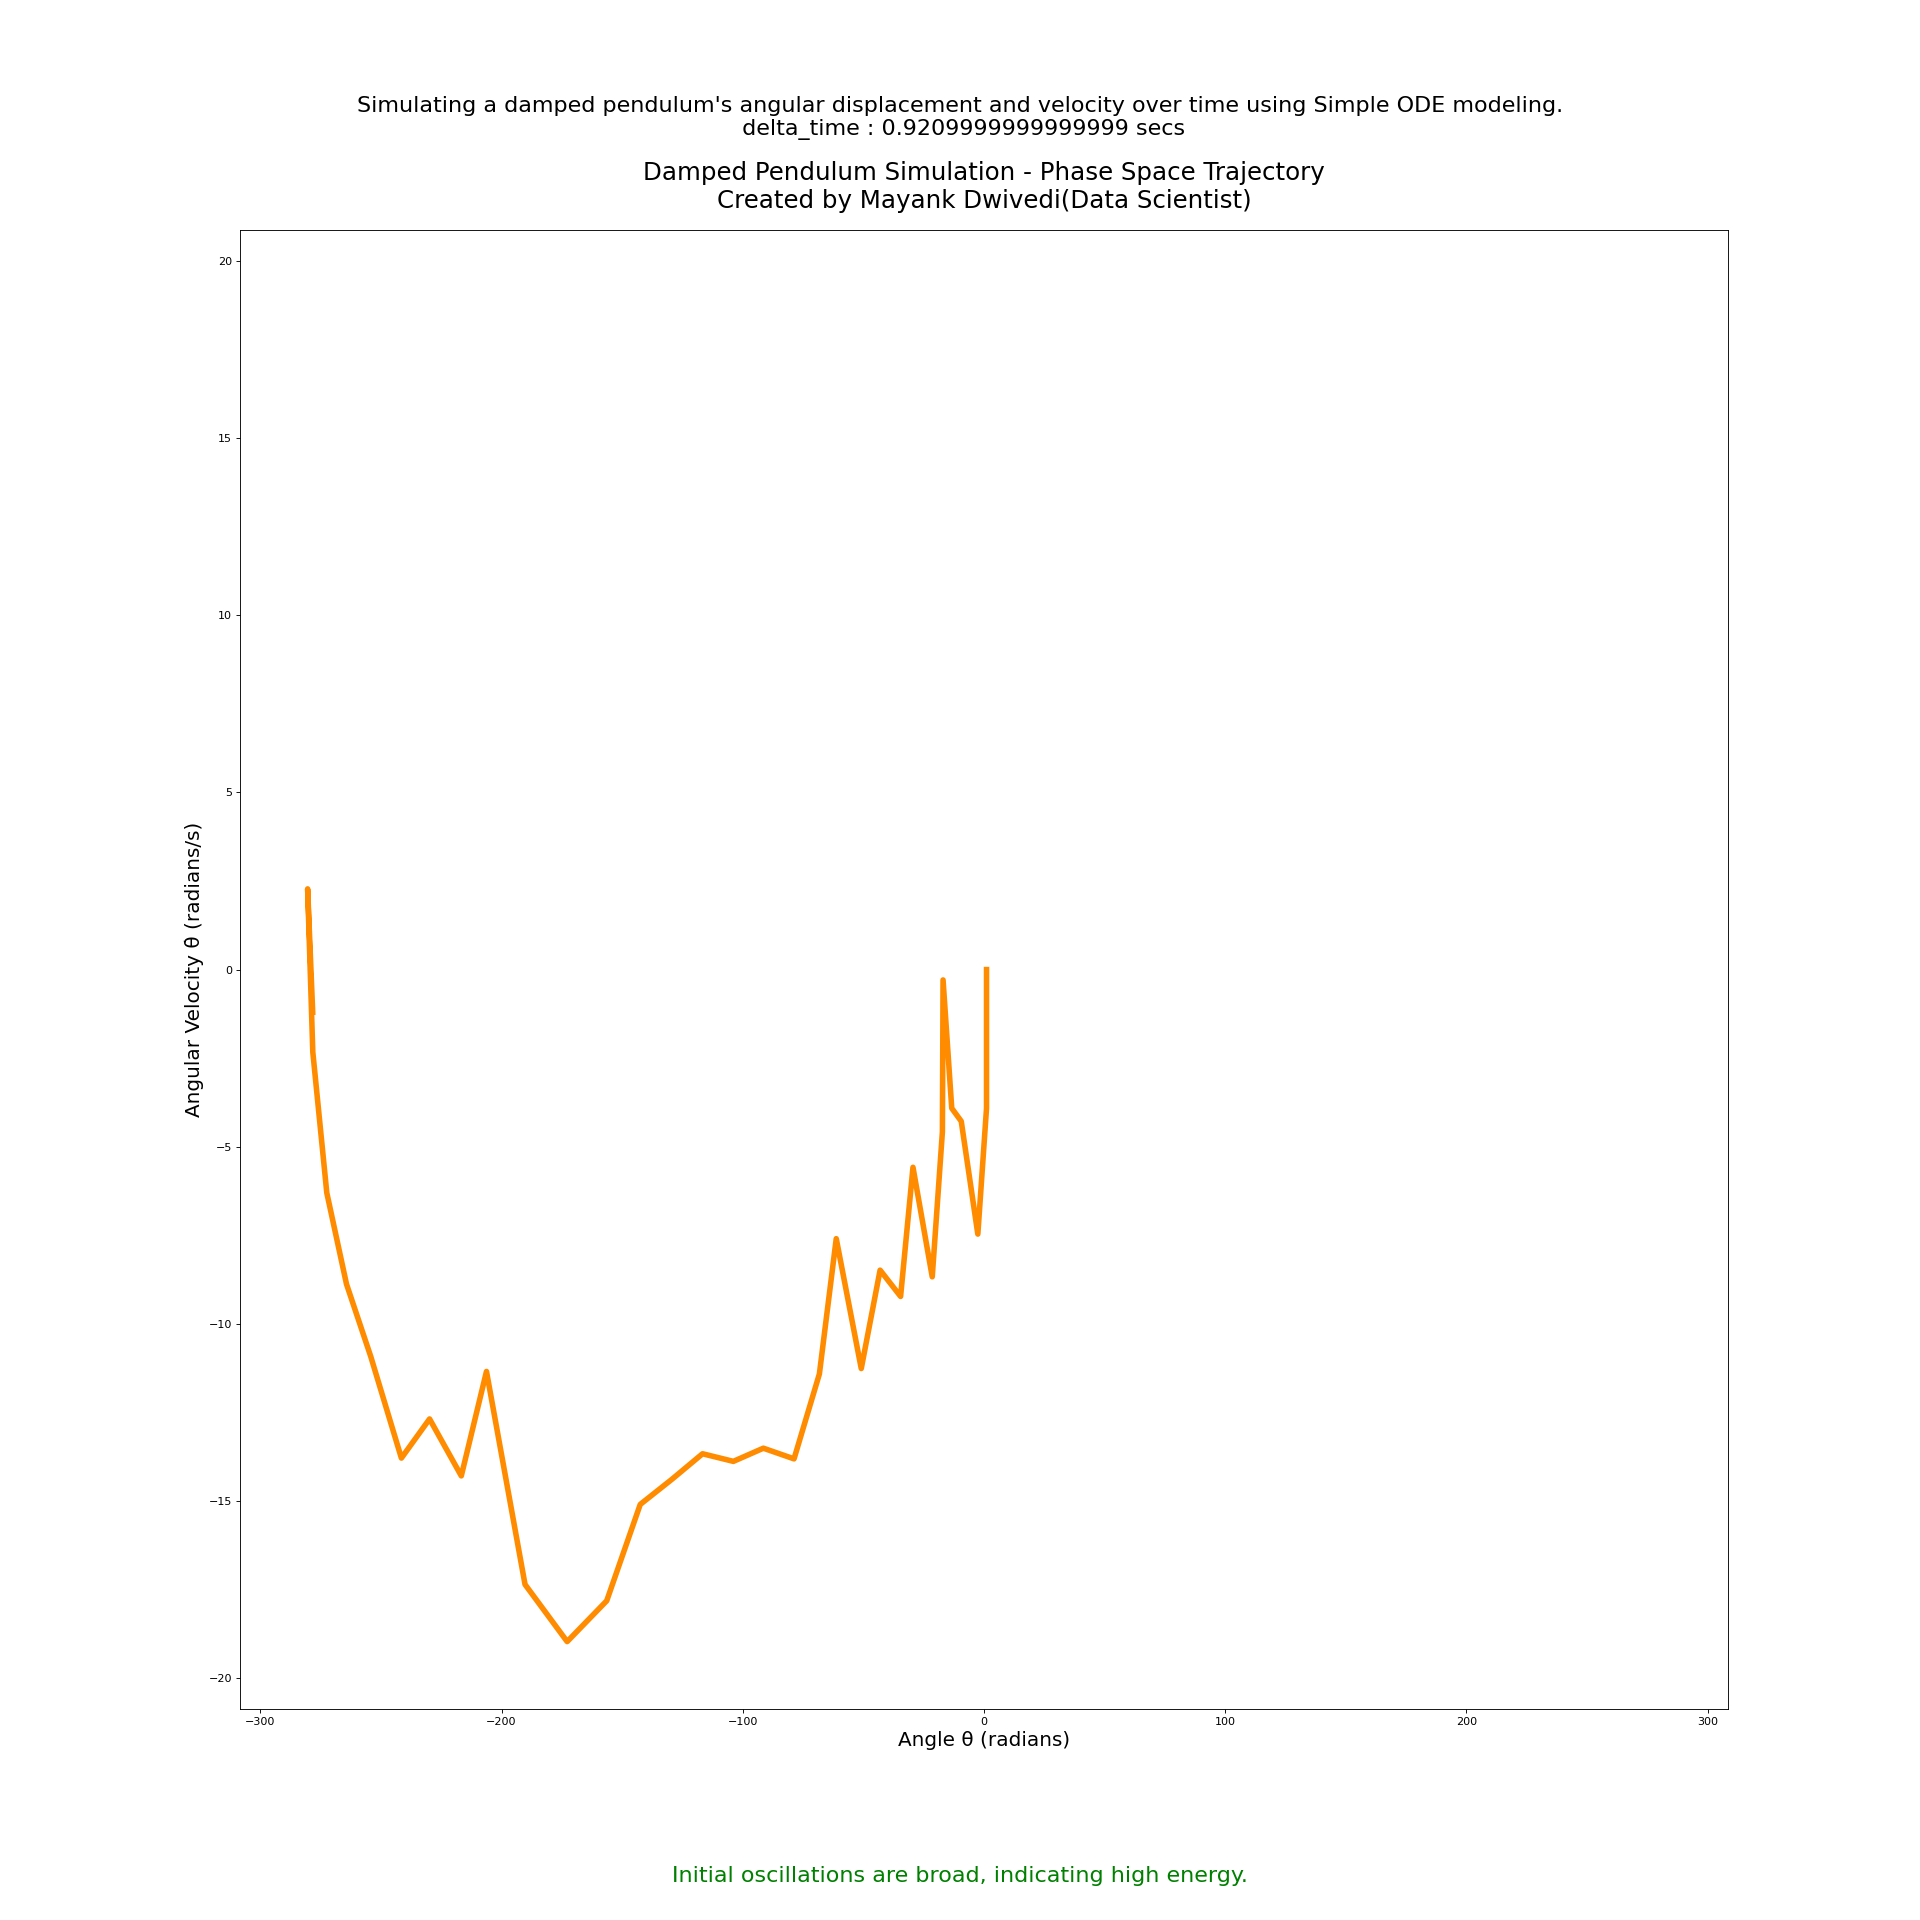 Simulating a damped pendulum's angular displacement and velocity over time using Simple ODE modeling.
delta_time : 0.9209999999999999 secs
Damped Pendulum Simulation - Phase Space Trajectory
Created by Mayank Dwivedi(Data Scientist)
20
15
10
5
0
−5
−10
−15
−20
Angular Velocity θ (radians/s)
−300
−200
−100
0
100
200
300
Angle θ (radians)
Initial oscillations are broad, indicating high energy.